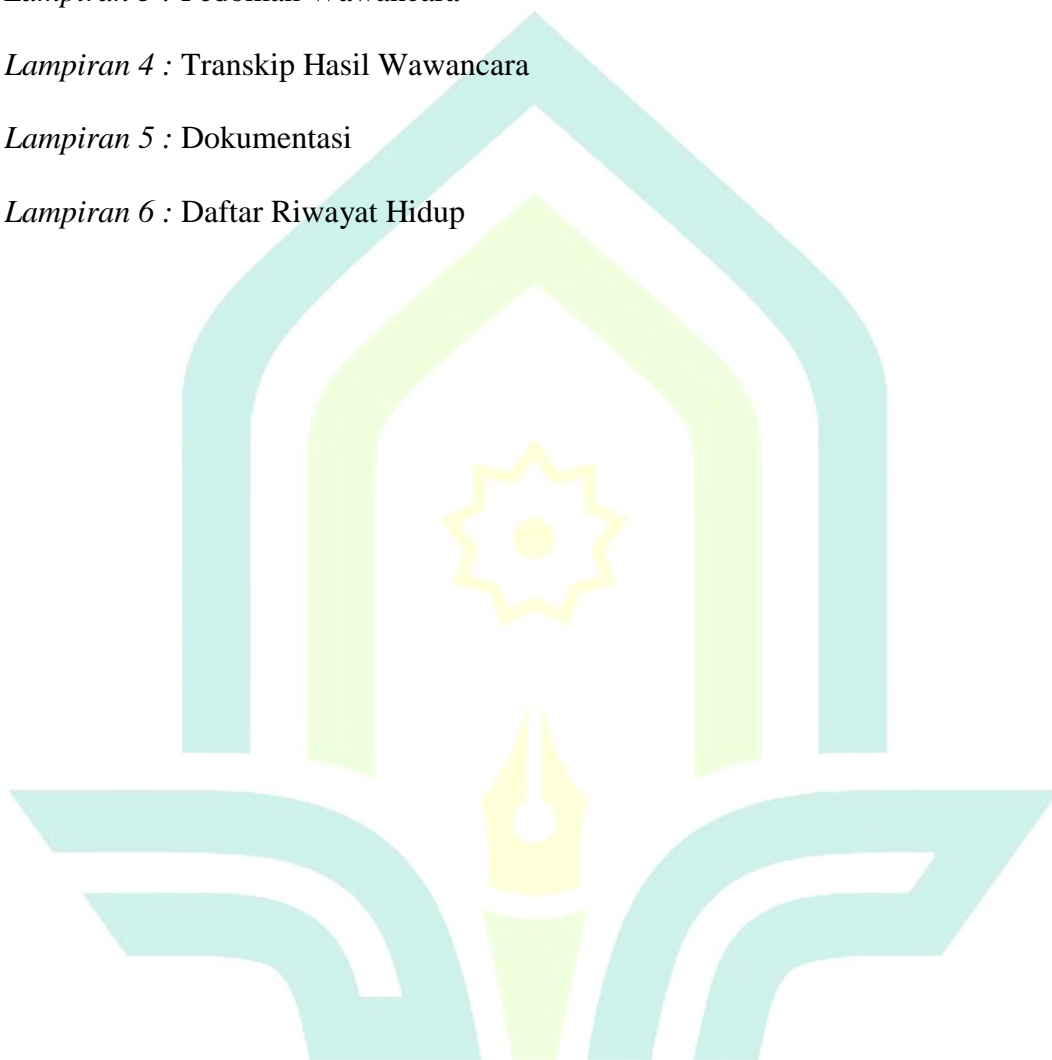 Lampiran 3 : Pedoman Wawancara
Lampiran 4 : Transkip Hasil Wawancara
Lampiran 5 : Dokumentasi
Lampiran 6 : Daftar Riwayat Hidup